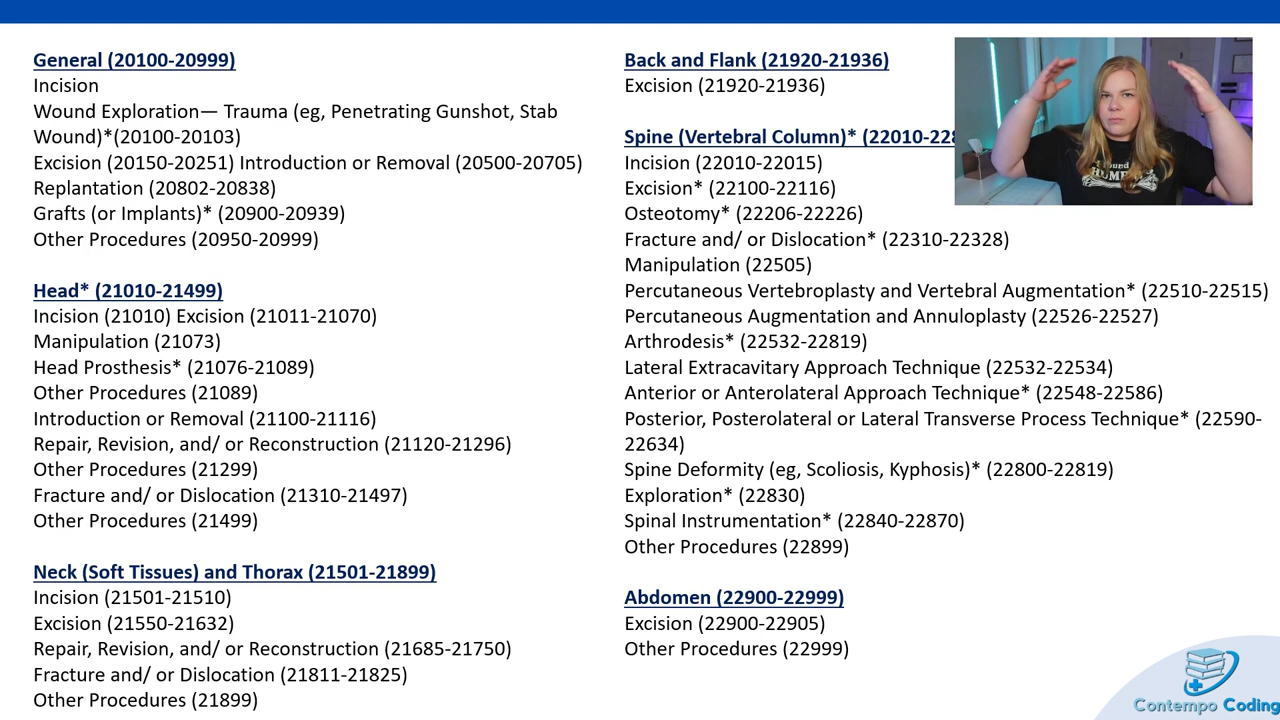 General (20100-20999)
Incision
Wound Exploration— Trauma (eg, Penetrating Gunshot, Stab
Wound)*(20100-20103)
Excision (20150-20251) Introduction or Removal (20500-20705)
Replantation (20802-20838)
Grafts (or Implants)* (20900-20939)
Other Procedures (20950-20999)
Head* (21010-21499)
Incision (21010) Excision (21011-21070)
Manipulation (21073)
Head Prosthesis* (21076-21089)
Other Procedures (21089)
Introduction or Removal (21100-21116)
Repair, Revision, and/ or Reconstruction (21120-21296)
Other Procedures (21299)
Fracture and/ or Dislocation (21310-21497)
Other Procedures (21499)
Neck (Soft Tissues) and Thorax (21501-21899)
Incision (21501-21510)
Excision (21550-21632)
Repair, Revision, and/ or Reconstruction (21685-21750)
Fracture and/ or Dislocation (21811-21825)
Other Procedures (21899)
Back and Flank (21920-21936)
Excision (21920-21936)
Spine (Vertebral Column)* (22010-228
Incision (22010-22015)
Excision* (22100-22116)
Osteotomy* (22206-22226)
Fracture and/ or Dislocation* (22310-22328)
Manipulation (22505)
Percutaneous Vertebroplasty and Vertebral Augmentation* (22510-22515)
Percutaneous Augmentation and Annuloplasty (22526-22527)
Arthrodesis* (22532-22819)
Lateral Extracavitary Approach Technique (22532-22534)
Anterior or Anterolateral Approach Technique* (22548-22586)
Posterior, Posterolateral or Lateral Transverse Process Technique* (22590-
22634)
Spine Deformity (eg, Scoliosis, Kyphosis)* (22800-22819)
Exploration* (22830)
Spinal Instrumentation* (22840-22870)
Other Procedures (22899)
Abdomen (22900-22999)
Excision (22900-22905)
Other Procedures (22999)
Contempo Coding